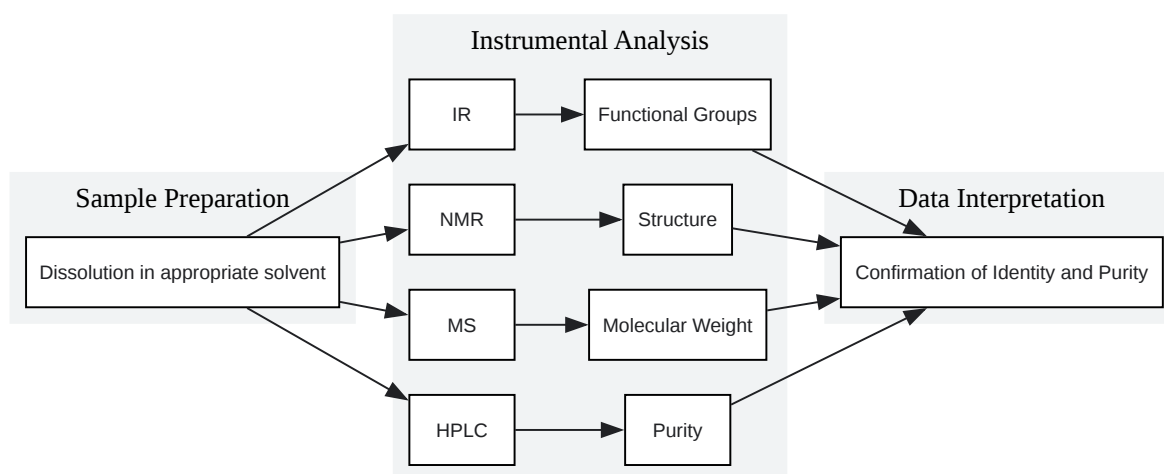 Instrumental Analysis
IR
Functional Groups
Sample Preparation
Data Interpretation
NMR
Structure
Dissolution in appropriate solvent
Confirmation of Identity and Purity
MS
Molecular Weight
HPLC
Purity